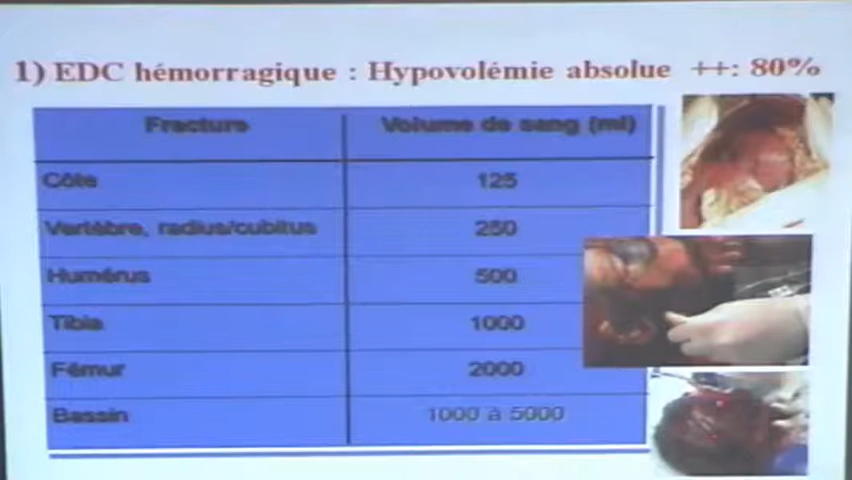 1) EDC hémorragique : Hypovolémie absolue ++: 80%
Fracture Volume de sang (ml)
Côte 125
Vertèbre, radius/cubitus 250
Humérus 500
Tibia 1000
Fémur 2000
Bassin 1000 à 5000